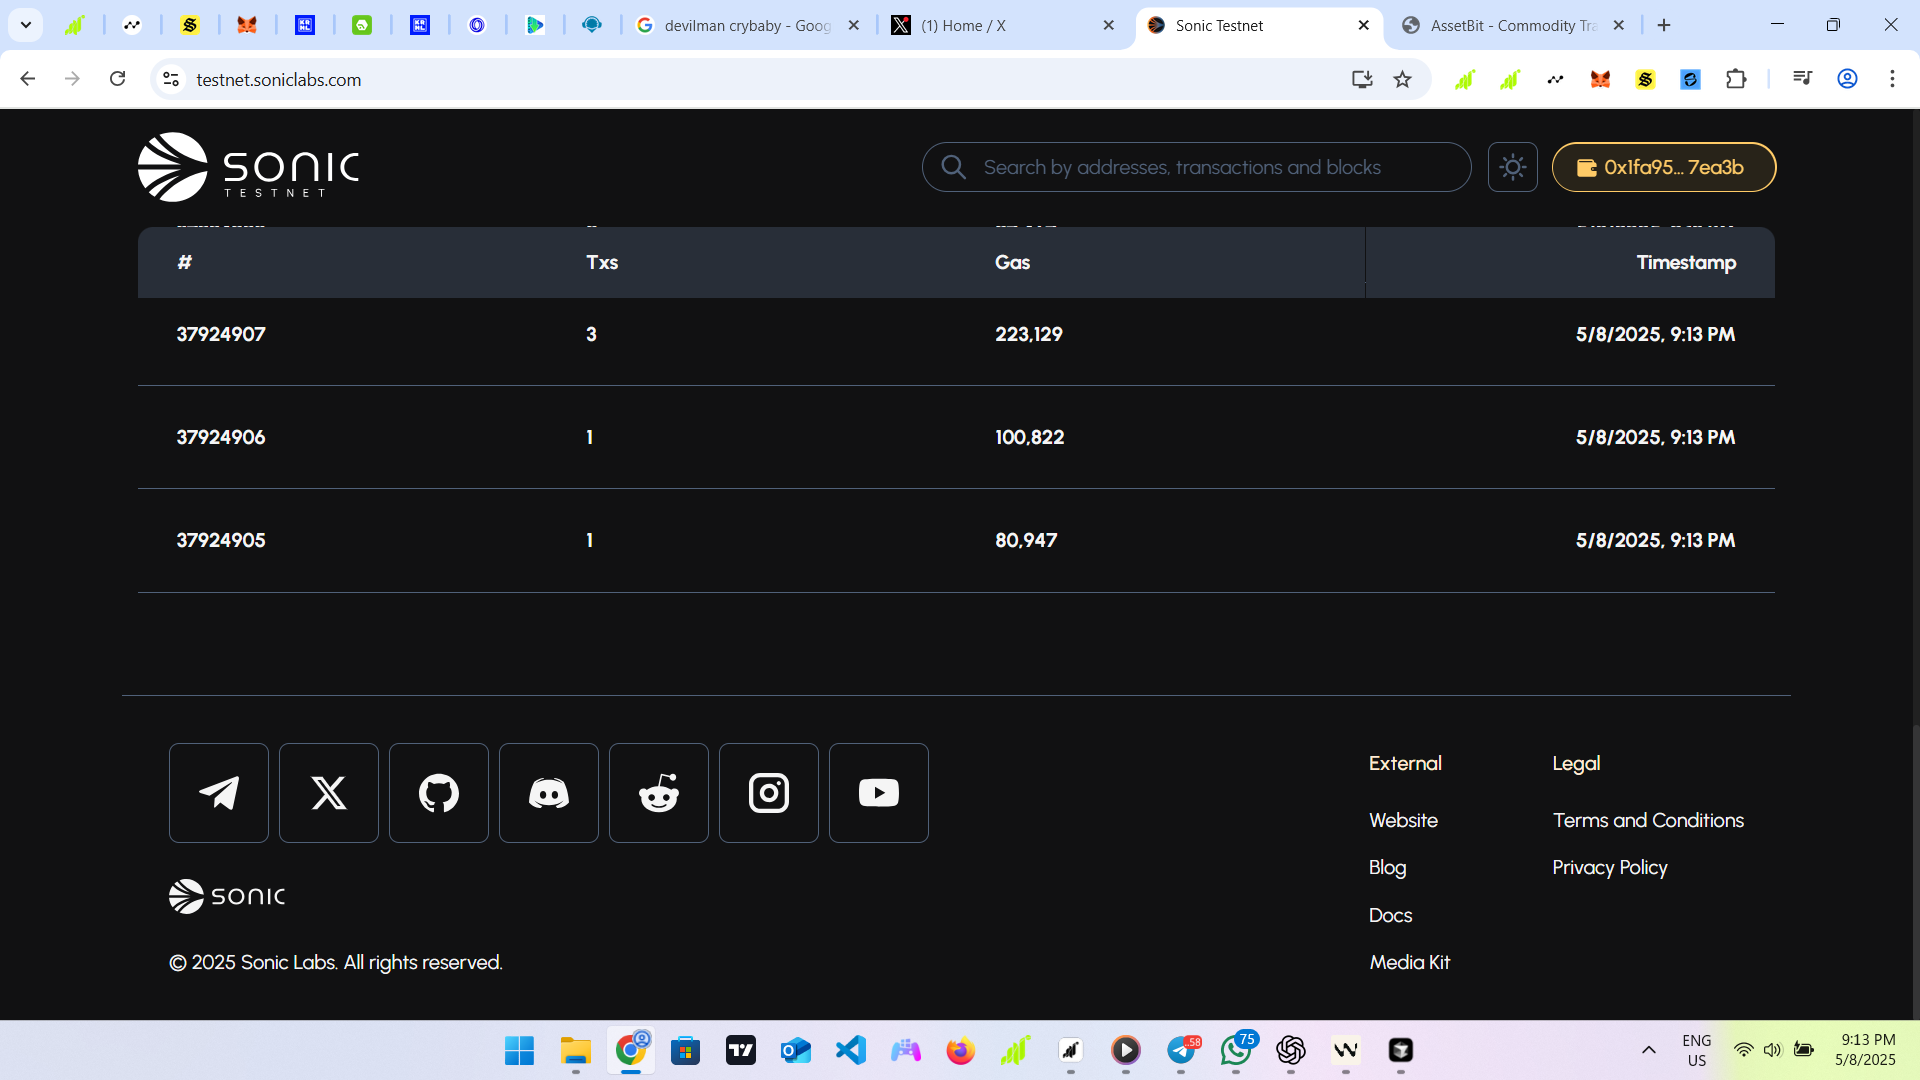 devilman crybaby - Goog
(1) Home / X
Sonic Testnet
AssetBit - Commodity Tra
testnet.soniclabs.com
SONIC
TESTNET
Search by addresses, transactions and blocks
0x1fa95... 7ea3b
# Txs Gas Timestamp
37924907 3 223,129 5/8/2025, 9:13 PM
37924906 1 100,822 5/8/2025, 9:13 PM
37924905 1 80,947 5/8/2025, 9:13 PM
External Legal
Website Terms and Conditions
Blog Privacy Policy
Docs
Media Kit
SONIC
© 2025 Sonic Labs. All rights reserved.
75
ENG
US
9:13 PM
5/8/2025